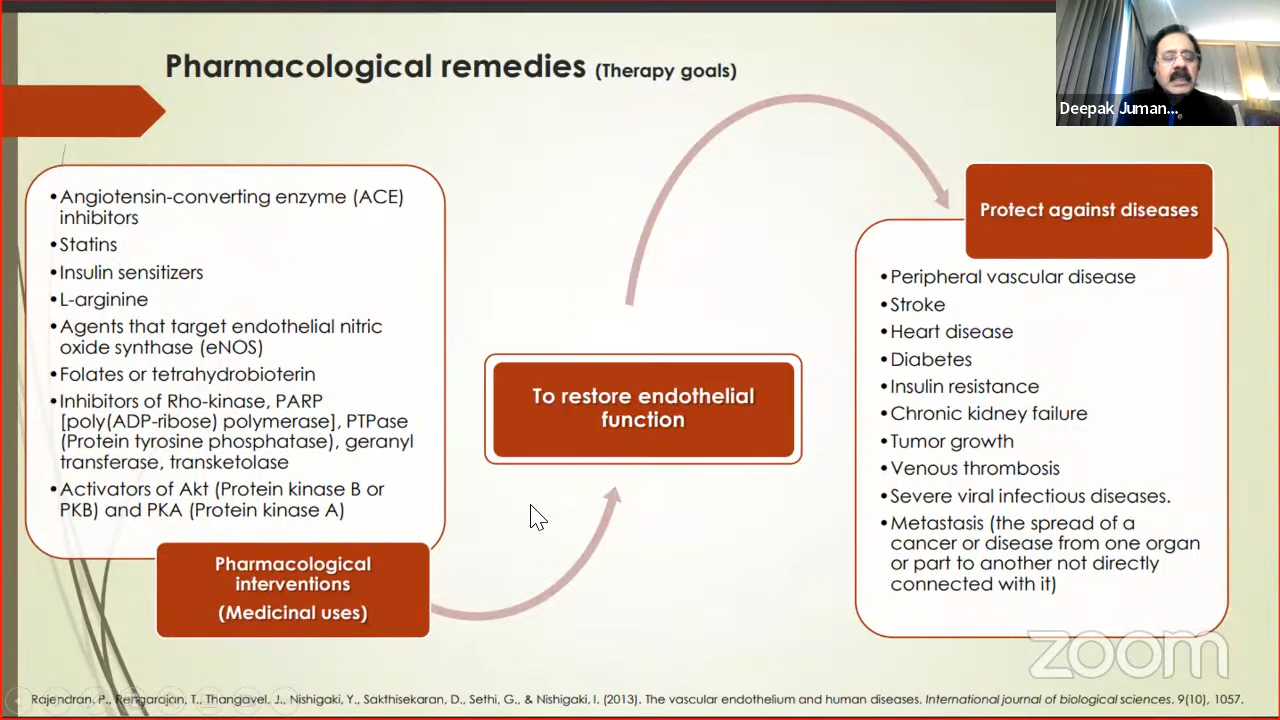 Pharmacological remedies (Therapy goals)
Deepak Juman...
•Angiotensin-converting enzyme (ACE)
inhibitors
•Statins
•Insulin sensitizers
•L-arginine
•Agents that target endothelial nitric
oxide synthase (eNOS)
•Folates or tetrahydrobioterin
•Inhibitors of Rho-kinase, PARP
[poly(ADP-ribose) polymerase], PTPase
(Protein tyrosine phosphatase), geranyl
transferase, transketolase
•Activators of Akt (Protein kinase B or
PKB) and PKA (Protein kinase A)
Pharmacological
interventions
(Medicinal uses)
To restore endothelial
function
Protect against diseases
•Peripheral vascular disease
•Stroke
•Heart disease
•Diabetes
•Insulin resistance
•Chronic kidney failure
•Tumor growth
•Venous thrombosis
•Severe viral infectious diseases.
•Metastasis (the spread of a
cancer or disease from one organ
or part to another not directly
connected with it)
zoom
Rajendran, P., Rengarajan, T., Thangavel, J., Nishigaki, Y., Sakthisekaran, D., Sethi, G., & Nishigaki, I. (2013). The vascular endothelium and human diseases. International journal of biological sciences, 9(10), 1057.